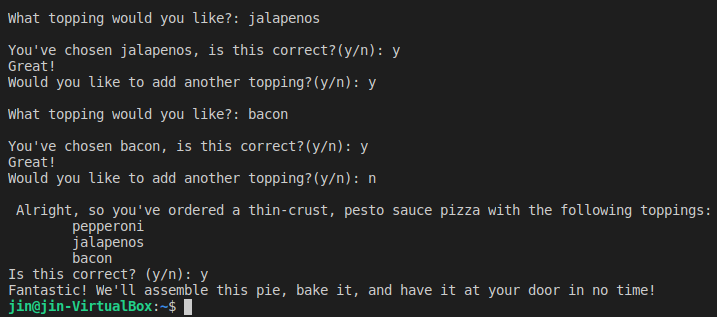 What topping would you like?: jalapenos
You've chosen jalapenos, is this correct?(y/n): y
Great!
Would you like to add another topping?(y/n): y
What topping would you like?: bacon
You've chosen bacon, is this correct?(y/n): y
Great!
Would you like to add another topping?(y/n): n
Alright, so you've ordered a thin-crust, pesto sauce pizza with the following toppings:
pepperoni
jalapenos
bacon
Is this correct? (y/n): y
Fantastic! We'll assemble this pie, bake it, and have it at your door in no time!
jin@jin-VirtualBox:~$